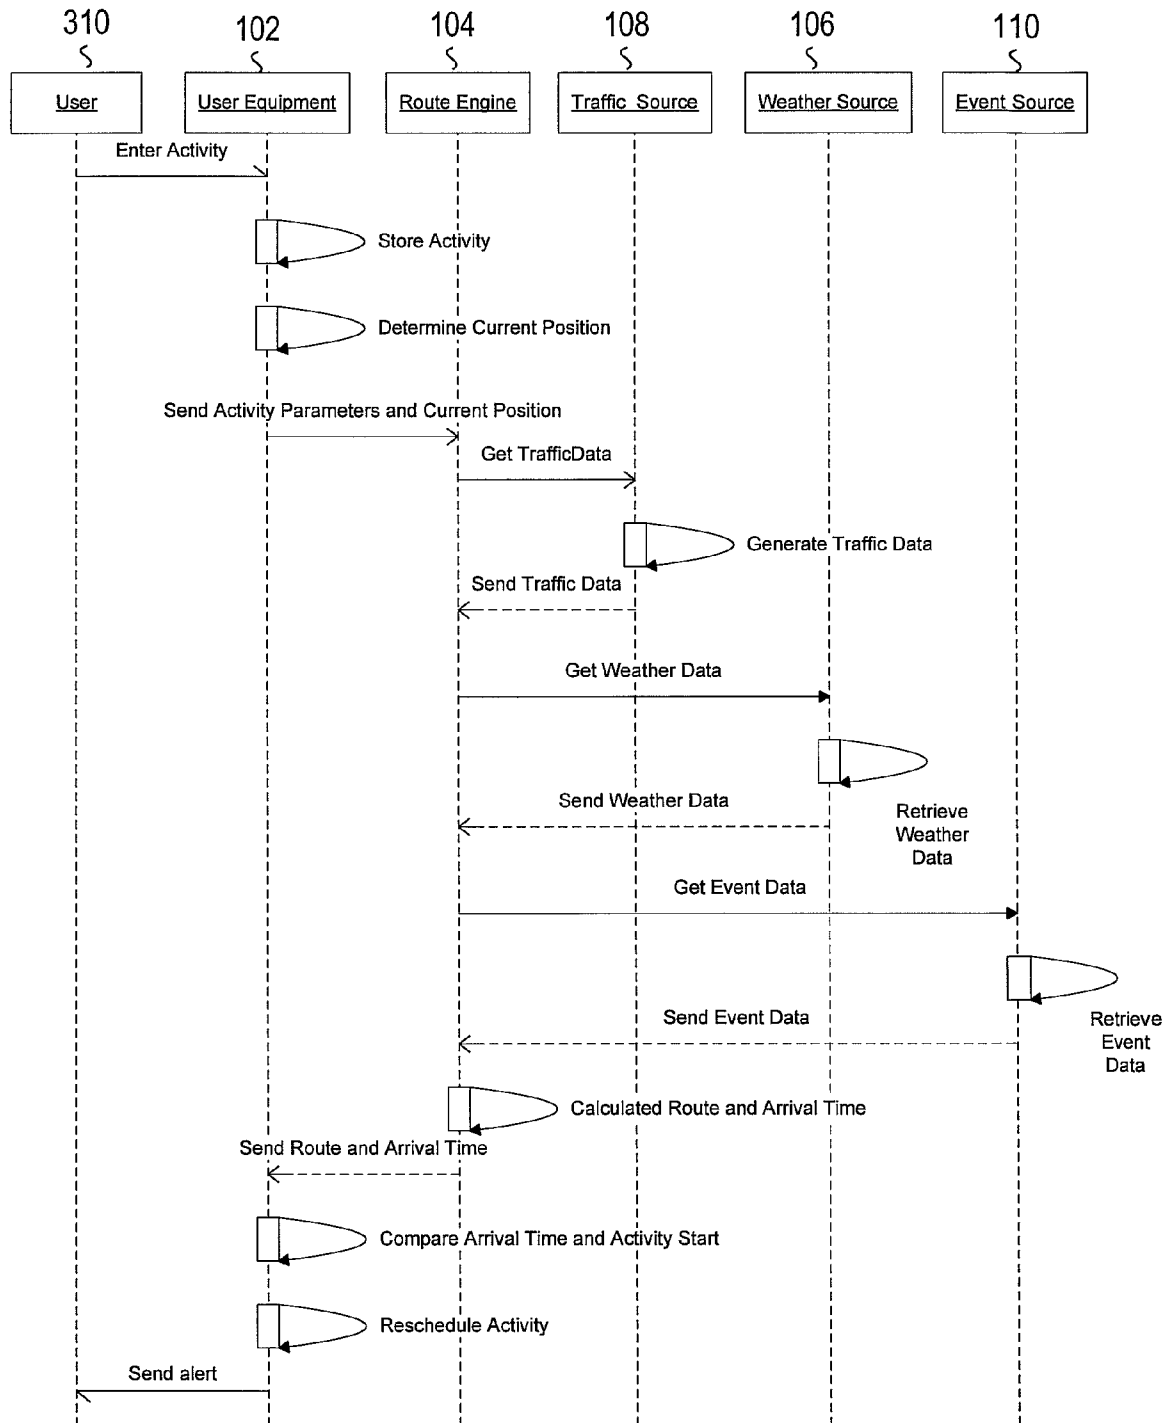 310
102
104
108
106
110
User
User Equipment
Route Engine
Traffic Source
Weather Source
Event Source
Enter Activity
Store Activity
Determine Current Position
Send Activity Parameters and Current Position
Get TrafficData
Generate Traffic Data
Send Traffic Data
Get Weather Data
Send Weather Data
Retrieve
Weather
Data
Get Event Data
Send Event Data
Retrieve
Event
Data
Calculated Route and Arrival Time
Send Route and Arrival Time
Compare Arrival Time and Activity Start
Reschedule Activity
Send alert